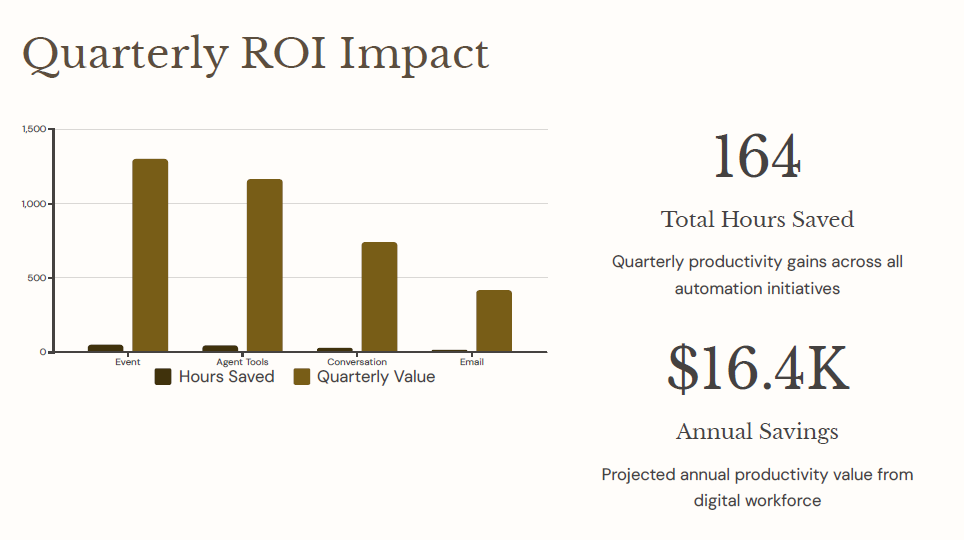 Quarterly ROI Impact
1,500
1,000
500
0
Event
Agent Tools
Conversation
Email
Hours Saved
Quarterly Value
164
Total Hours Saved
Quarterly productivity gains across all
automation initiatives
$16.4K
Annual Savings
Projected annual productivity value from
digital workforce